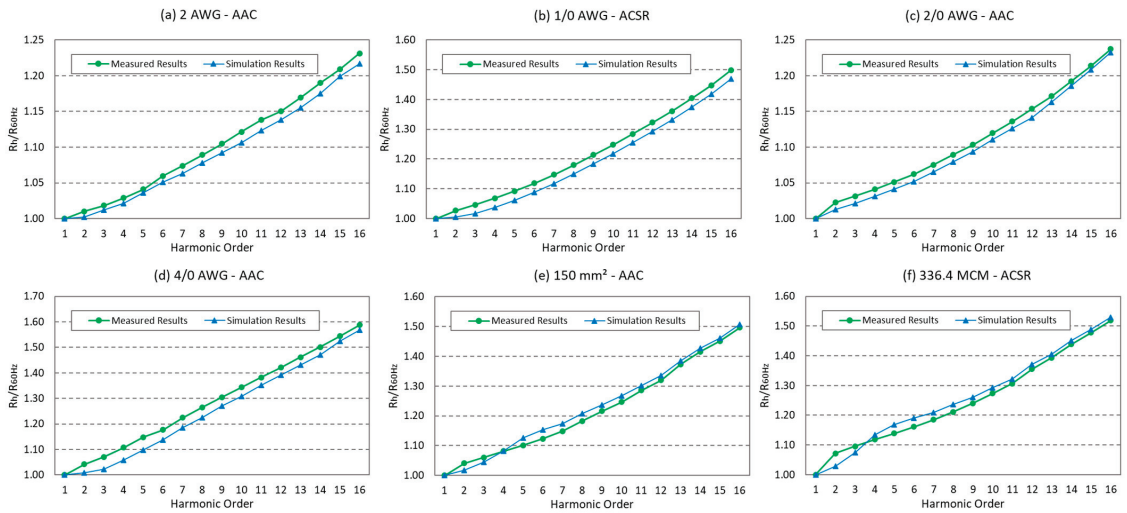 (a) 2 AWG - AAC
1.25
1.20
1.15
1.10
1.05
1.00
Rh/R60Hz
Measured Results
Simulation Results
1 2 3 4 5 6 7 8 9 10 11 12 13 14 15 16
Harmonic Order
(b) 1/0 AWG - ACSR
1.60
1.50
1.40
1.30
1.20
1.10
1.00
Rh/R60Hz
Measured Results
Simulation Results
1 2 3 4 5 6 7 8 9 10 11 12 13 14 15 16
Harmonic Order
(c) 2/0 AWG - AAC
1.25
1.20
1.15
1.10
1.05
1.00
Rh/R60Hz
Measured Results
Simulation Results
1 2 3 4 5 6 7 8 9 10 11 12 13 14 15 16
Harmonic Order
(d) 4/0 AWG - AAC
1.70
1.60
1.50
1.40
1.30
1.20
1.10
1.00
Rh/R60Hz
Measured Results
Simulation Results
1 2 3 4 5 6 7 8 9 10 11 12 13 14 15 16
Harmonic Order
(e) 150 mm² - AAC
1.60
1.50
1.40
1.30
1.20
1.10
1.00
Rh/R60Hz
Measured Results
Simulation Results
1 2 3 4 5 6 7 8 9 10 11 12 13 14 15 16
Harmonic Order
(f) 336.4 MCM - ACSR
1.60
1.50
1.40
1.30
1.20
1.10
1.00
Rh/R60Hz
Measured Results
Simulation Results
1 2 3 4 5 6 7 8 9 10 11 12 13 14 15 16
Harmonic Order